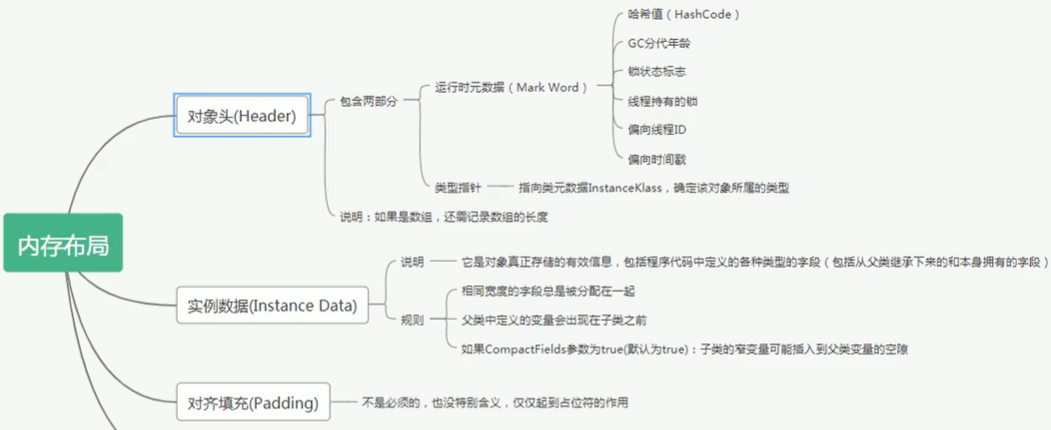 内存布局
对象头(Header)
包含两部分
运行时元数据（Mark Word）
哈希值（HashCode）
GC分代年龄
锁状态标志
线程持有的锁
偏向线程ID
偏向时间戳
类型指针
指向类元数据InstanceKlass，确定该对象所属的类型
说明：如果是数组，还需记录数组的长度
实例数据(Instance Data)
说明
它是对象真正存储的有效信息，包括程序代码中定义的各种类型的字段（包括从父类继承下来的和本身拥有的字段）
规则
相同宽度的字段总是被分配在一起
父类中定义的变量会出现在子类之前
如果CompactFields参数为true(默认为true)：子类的窄变量可能插入到父类变量的空隙
对齐填充(Padding)
不是必须的，也没特别含义，仅仅起到占位符的作用